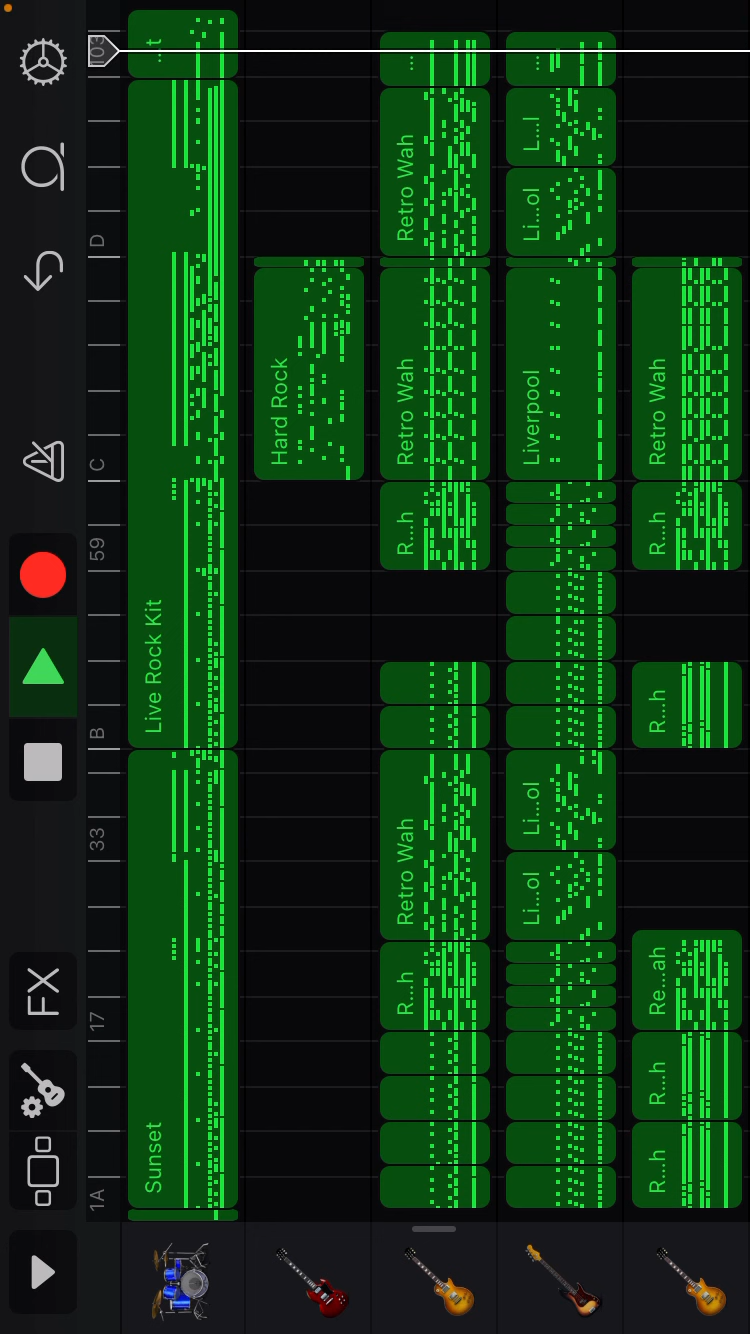 FX
1A 17 33 B 59 C D
Sunset Live Rock Kit ...t
Hard Rock
R...h Retro Wah R...h Retro Wah Retro Wah ...
Li...ol Li...ol Liverpool Li...ol L...l ...
R...h R...h Re...ah R...h R...h Retro Wah